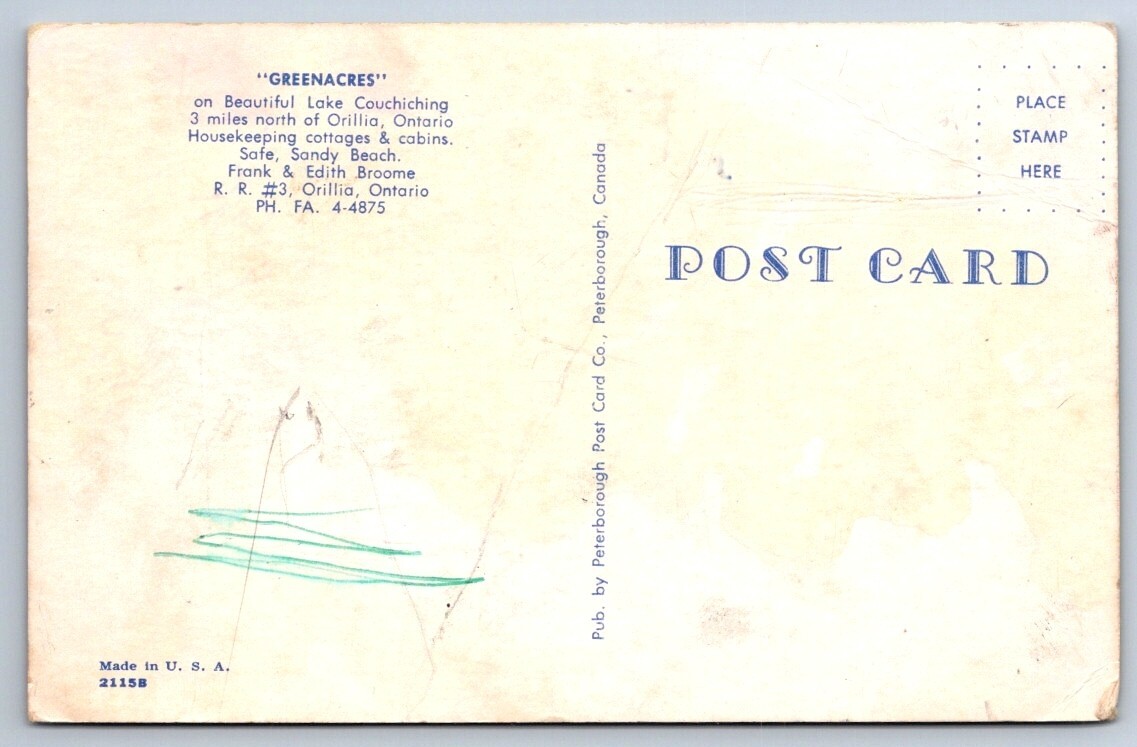 "GREENACRES"
on Beautiful Lake Couchiching
3 miles north of Orillia, Ontario
Housekeeping cottages & cabins.
Safe, Sandy Beach.
Frank & Edith Broome
R. R. #3, Orillia, Ontario
PH. FA. 4-4875
Made in U. S. A.
2115B
Pub. by Peterborough Post Card Co., Peterborough, Canada
PLACE
STAMP
HERE
POST CARD